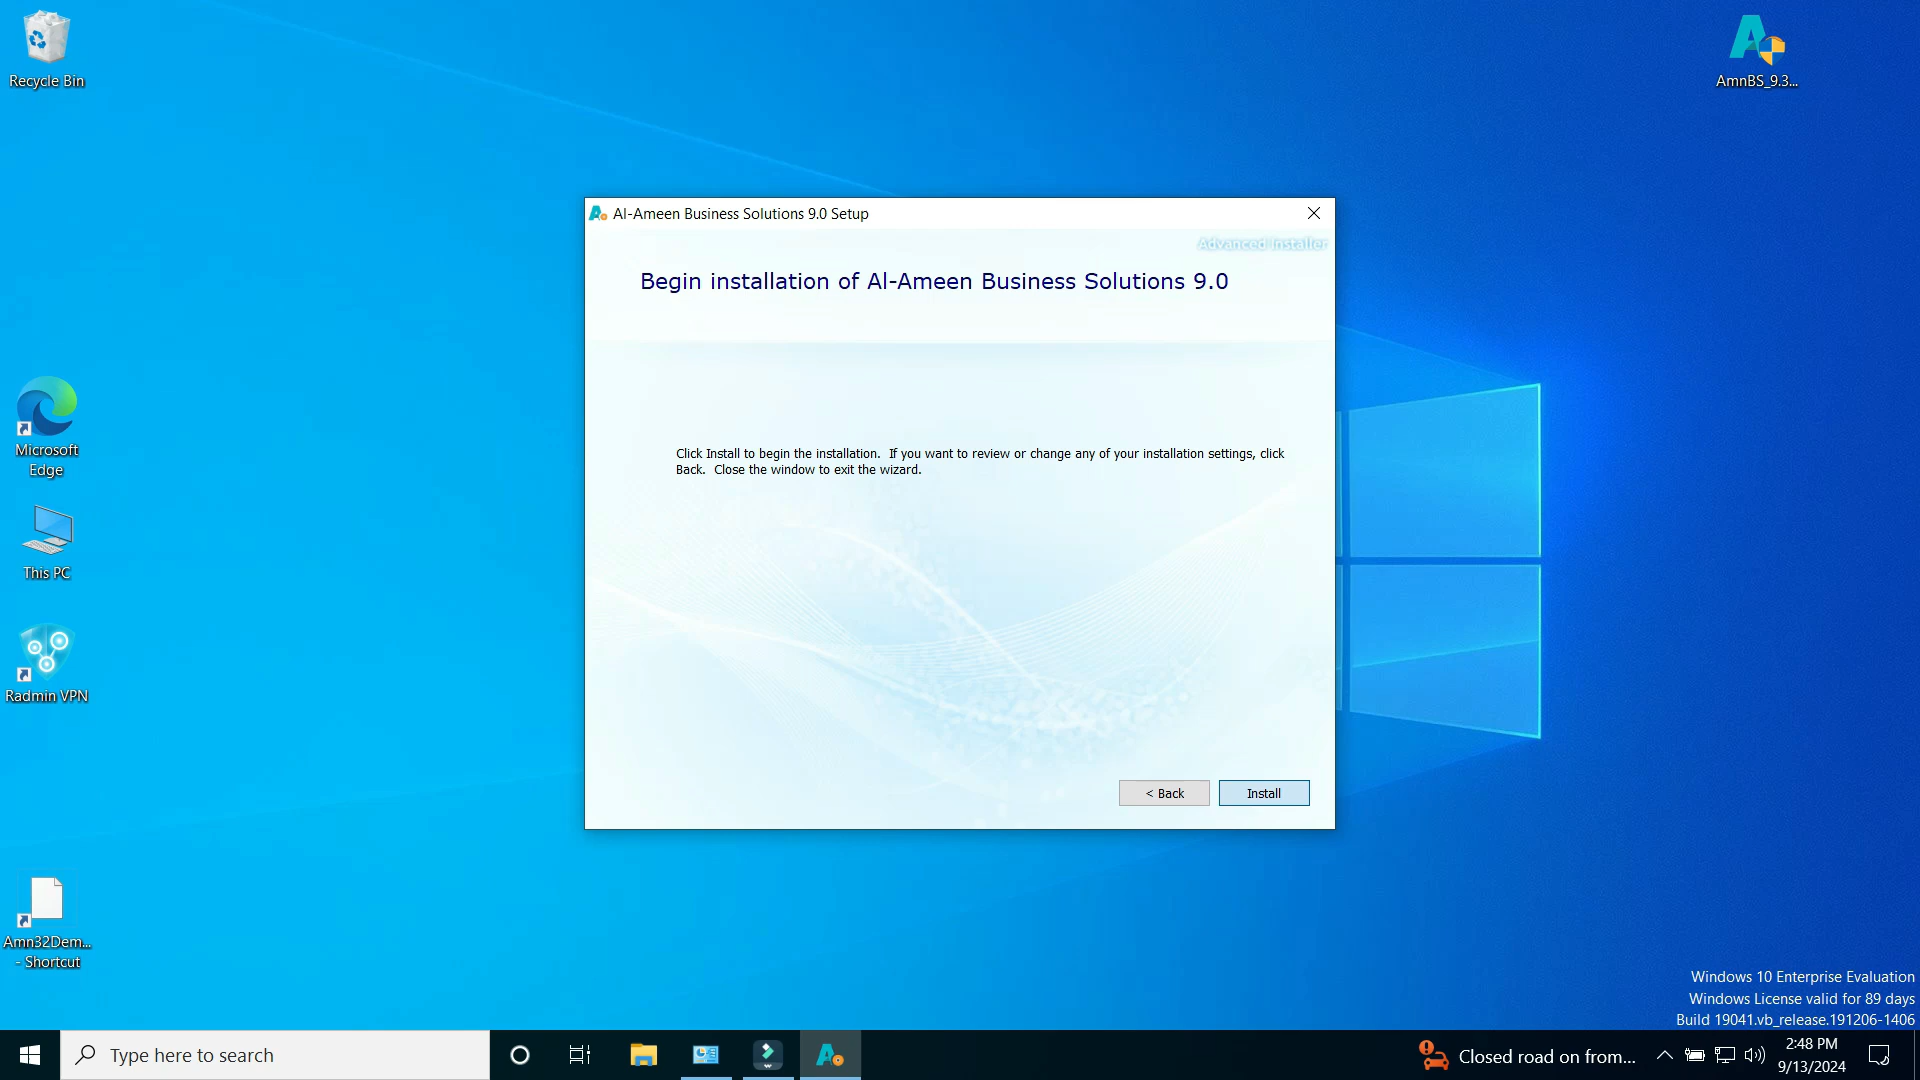 Recycle Bin
AmnBS_9.3...
Al-Ameen Business Solutions 9.0 Setup
Advanced Installer
Begin installation of Al-Ameen Business Solutions 9.0
Click Install to begin the installation.  If you want to review or change any of your installation settings, click
Back.  Close the window to exit the wizard.
< Back
Install
Microsoft
Edge
This PC
Radmin VPN
Amn32Dem...
- Shortcut
Windows 10 Enterprise Evaluation
Windows License valid for 89 days
Build 19041.vb_release.191206-1406
Type here to search
Closed road on from...
2:48 PM
9/13/2024